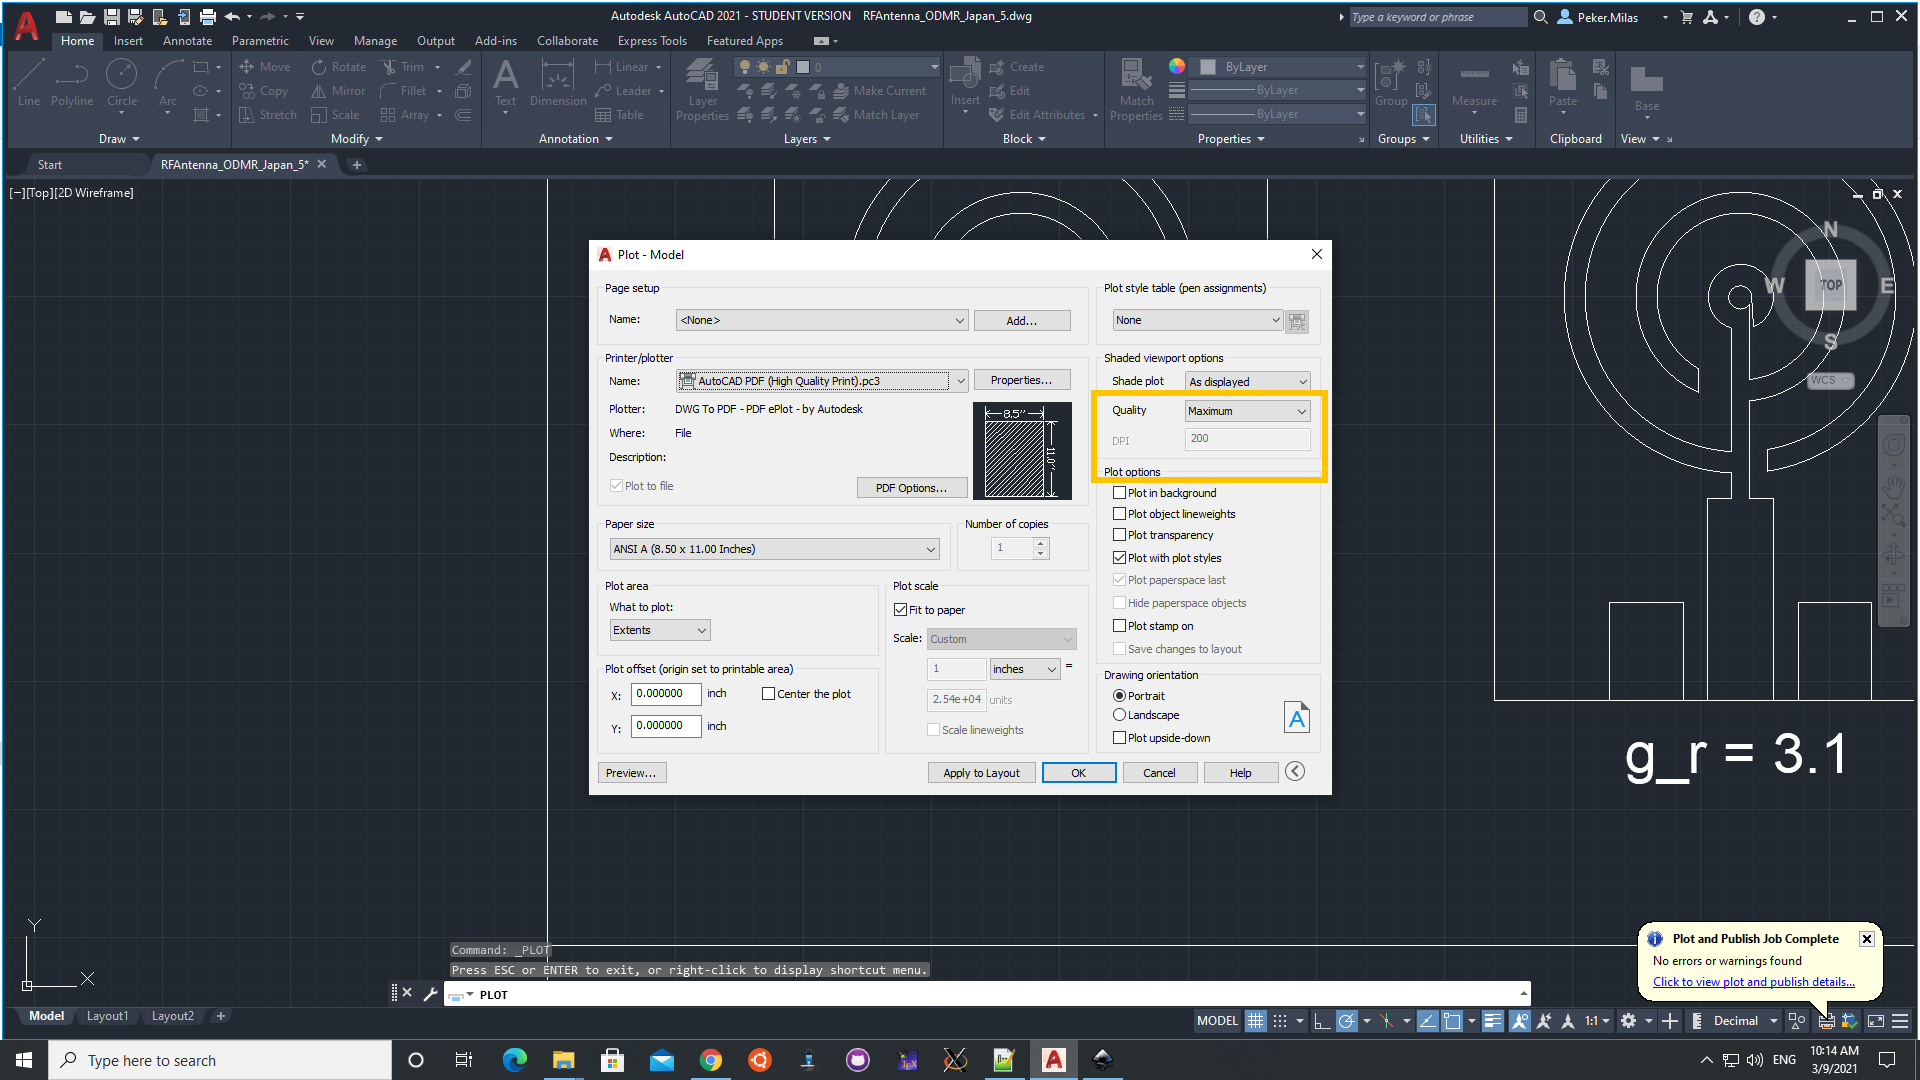 Autodesk AutoCAD 2021 - STUDENT VERSION RFAntenna_ODMR_Japan_5.dwg
Type a keyword or phrase
Peker.Milas
Home Insert Annotate Parametric View Manage Output Add-ins Collaborate Express Tools Featured Apps
Line Polyline Circle Arc
Move Rotate Trim
Copy Mirror Fillet
Stretch Scale Array
Text Dimension
Linear
Leader
Table
Layer Properties
0
Make Current
Match Layer
Insert
Create
Edit
Edit Attributes
Match Properties
ByLayer
ByLayer
ByLayer
Group
Measure
Paste
Base
Draw Modify Annotation Layers Block Properties Groups Utilities Clipboard View
Start RFAntenna_ODMR_Japan_5*
[−][Top][2D Wireframe]
N
W TOP E
S
WCS
g_r = 3.1
Plot - Model
Page setup
Name: <None> Add...
Printer/plotter
Name: AutoCAD PDF (High Quality Print).pc3 Properties...
Plotter: DWG To PDF - PDF ePlot - by Autodesk
Where: File
Description:
Plot to file
PDF Options...
8.5''
11.0''
Paper size
ANSI A (8.50 x 11.00 Inches)
Number of copies
1
Plot area
What to plot:
Extents
Plot offset (origin set to printable area)
X: 0.000000 inch Center the plot
Y: 0.000000 inch
Plot scale
Fit to paper
Scale: Custom
1 inches =
2.54e+04 units
Scale lineweights
Plot style table (pen assignments)
None
Shaded viewport options
Shade plot As displayed
Quality Maximum
DPI 200
Plot options
Plot in background
Plot object lineweights
Plot transparency
Plot with plot styles
Plot paperspace last
Hide paperspace objects
Plot stamp on
Save changes to layout
Drawing orientation
Portrait
Landscape
Plot upside-down
A
Preview... Apply to Layout OK Cancel Help
Y
X
Command: _PLOT
Press ESC or ENTER to exit, or right-click to display shortcut menu.
PLOT
Plot and Publish Job Complete
No errors or warnings found
Click to view plot and publish details...
Model Layout1 Layout2
MODEL 1:1 Decimal
Type here to search
ENG
10:14 AM
3/9/2021